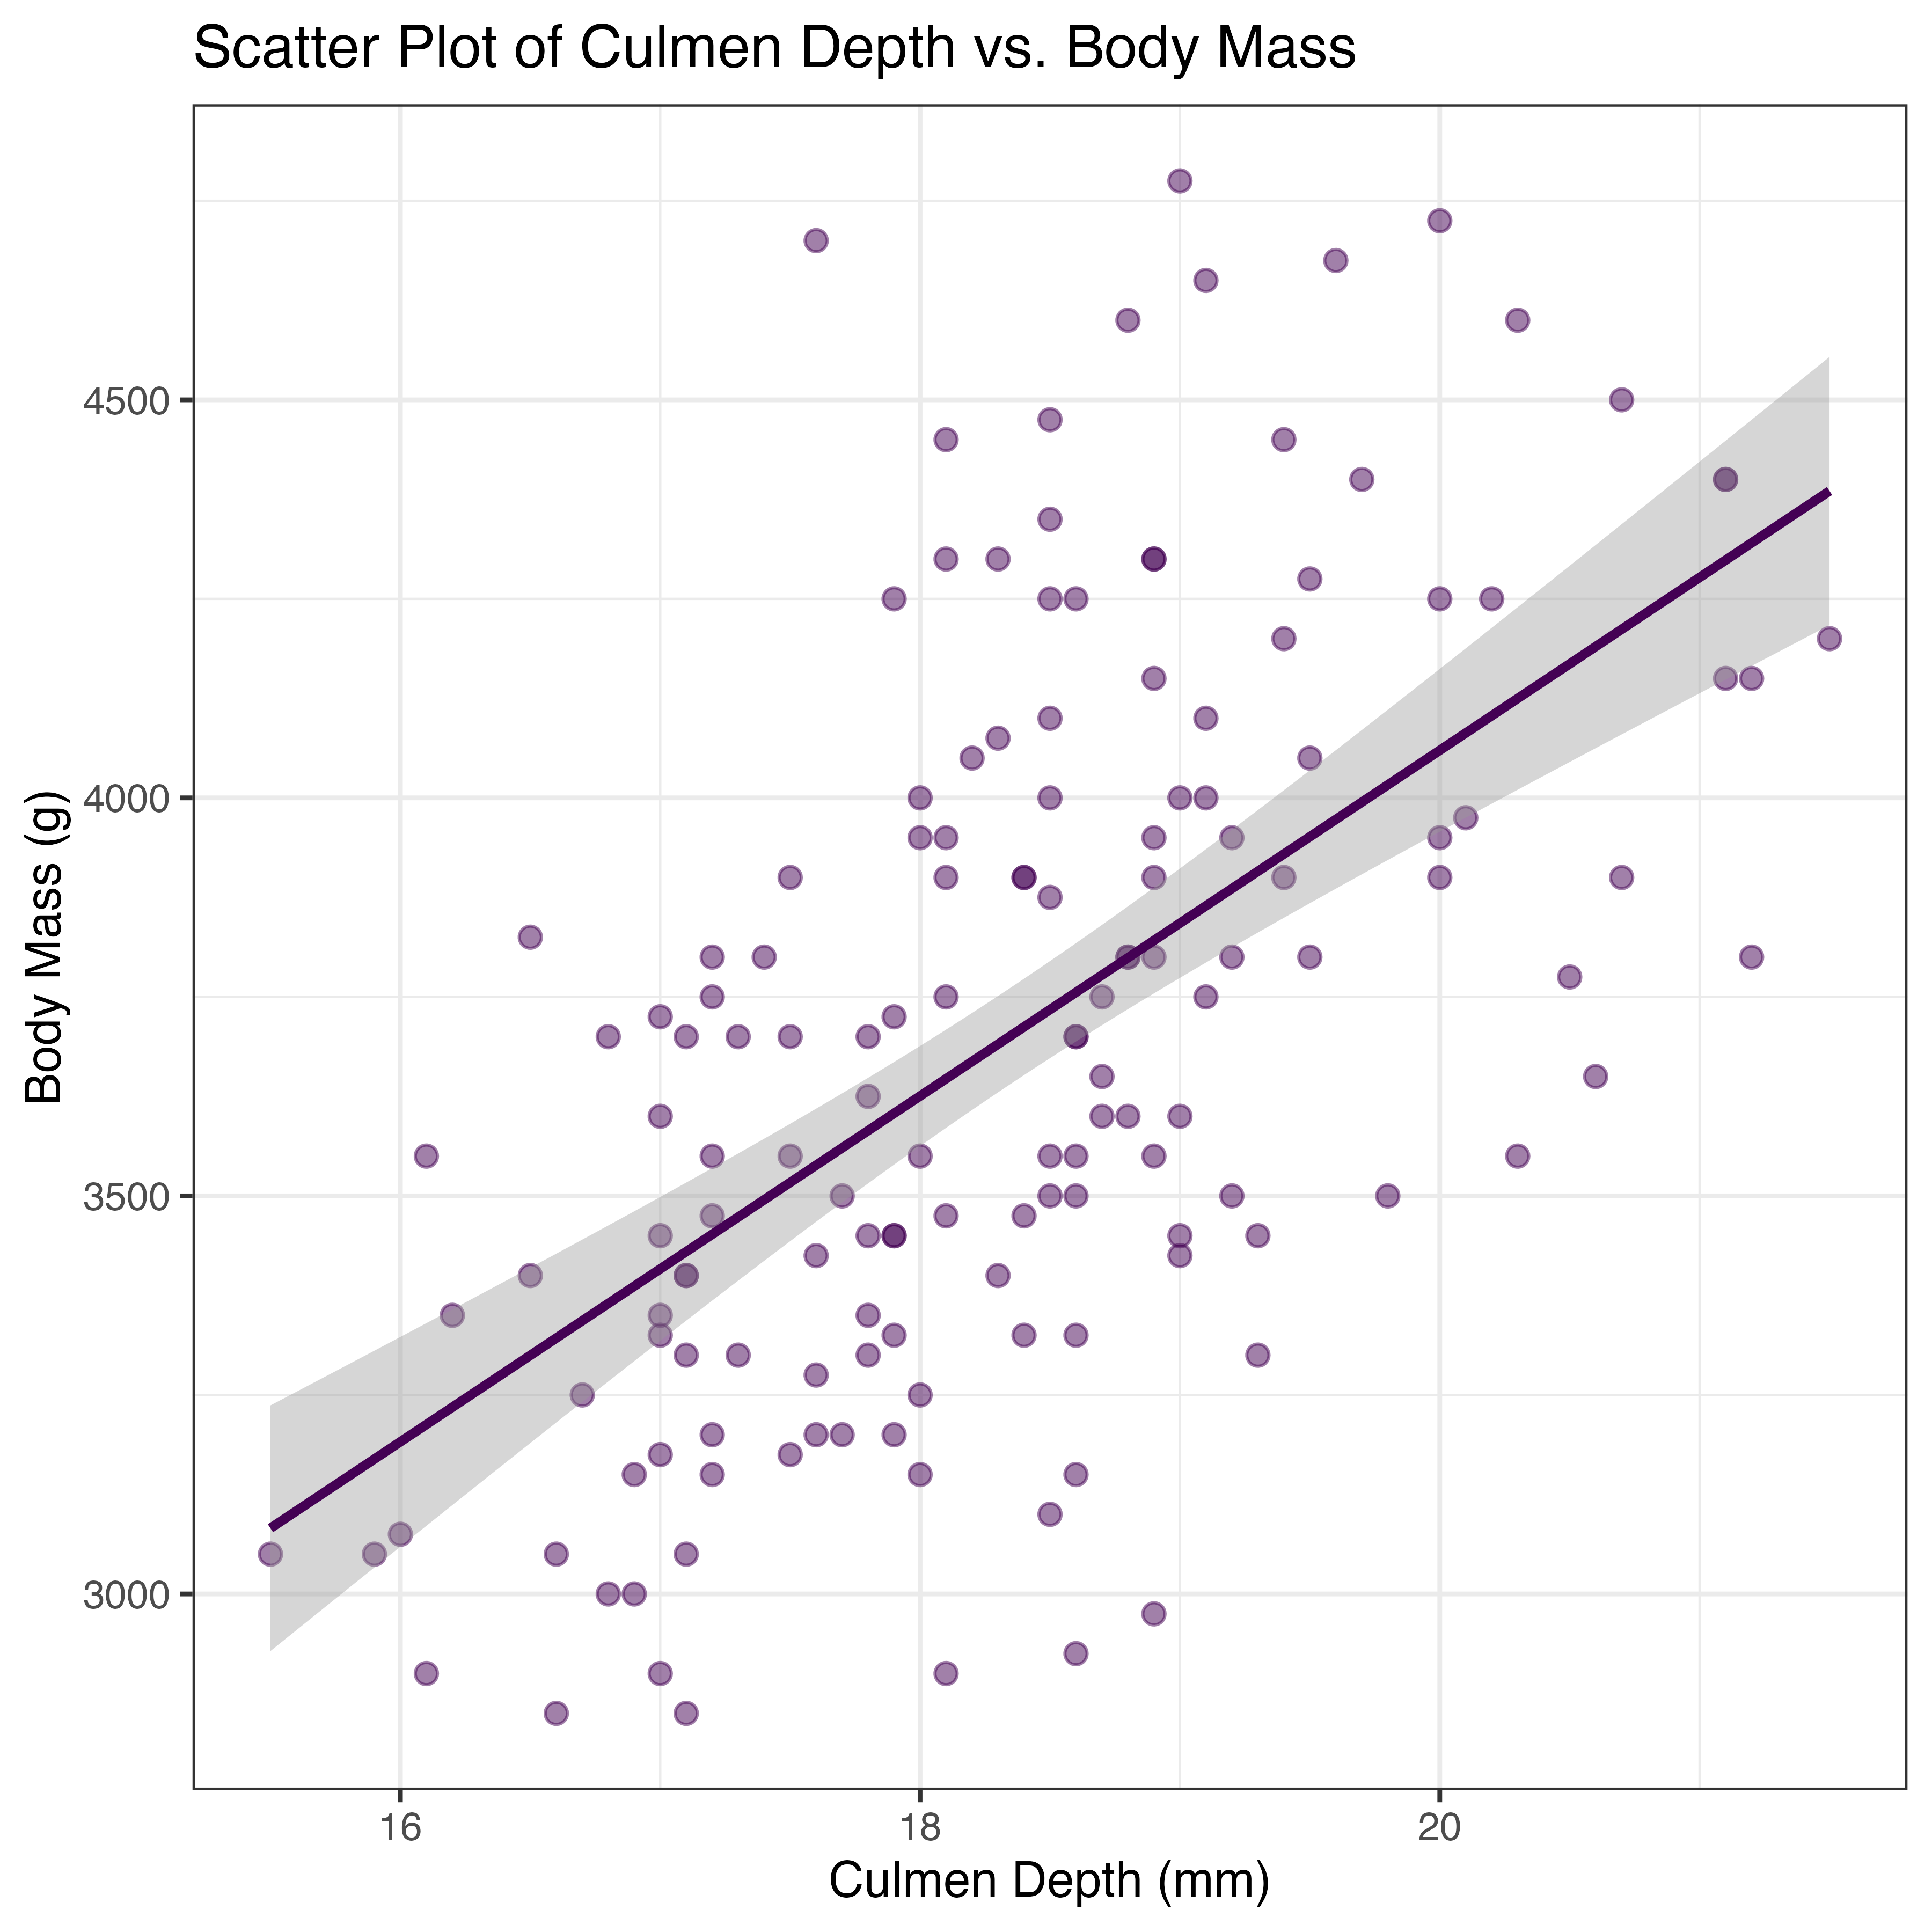 Scatter Plot of Culmen Depth vs. Body Mass
4500
4000
3500
3000
Body Mass (g)
16 18 20
Culmen Depth (mm)